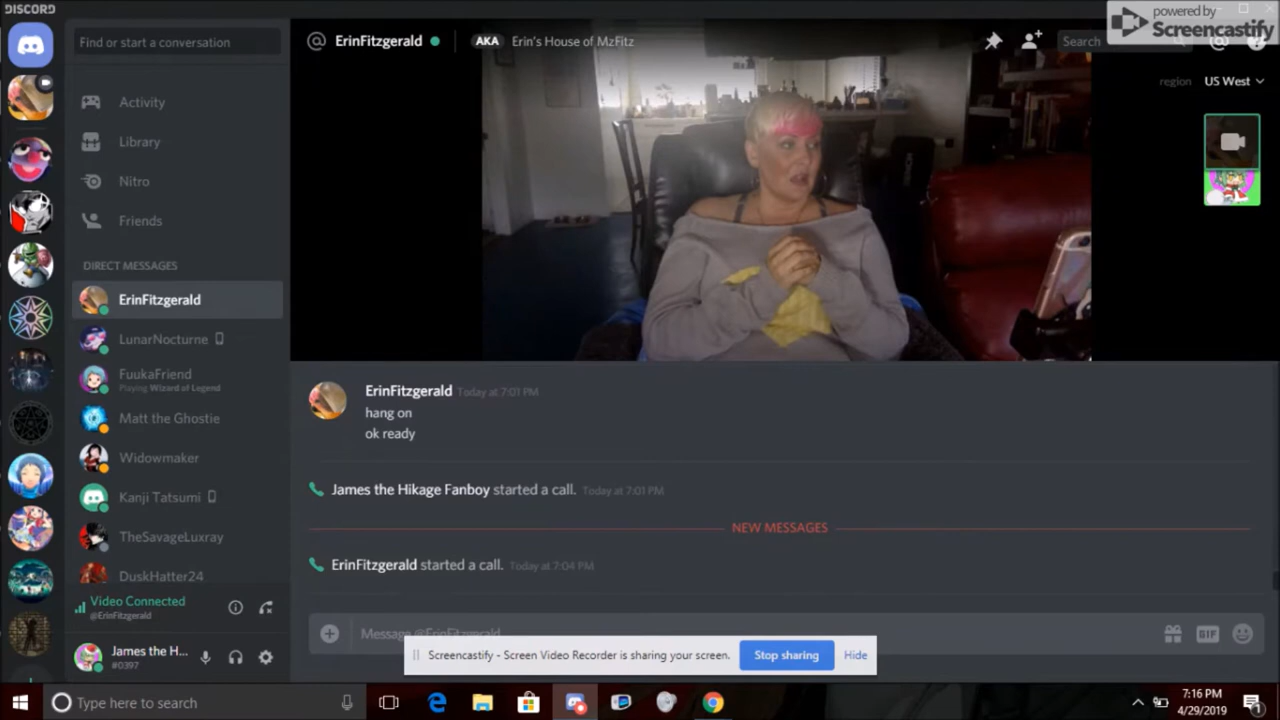 DISCORD
Find or start a conversation
Activity
Library
Nitro
Friends
DIRECT MESSAGES
ErinFitzgerald
LunarNocturne
FuukaFriend
Playing Wizard of Legend
Matt the Ghostie
Widowmaker
Kanji Tatsumi
TheSavageLuxray
DuskHatter24
Video Connected
@ErinFitzgerald
James the H...
#0397
ErinFitzgerald
AKA Erin's House of MzFitz
Search
powered by
Screencastify
region US West
ErinFitzgerald Today at 7:01 PM
hang on
ok ready
James the Hikage Fanboy started a call. Today at 7:01 PM
NEW MESSAGES
ErinFitzgerald started a call. Today at 7:04 PM
Message @ErinFitzgerald
GIF
Screencastify - Screen Video Recorder is sharing your screen.
Stop sharing
Hide
Type here to search
7:16 PM
4/29/2019
1